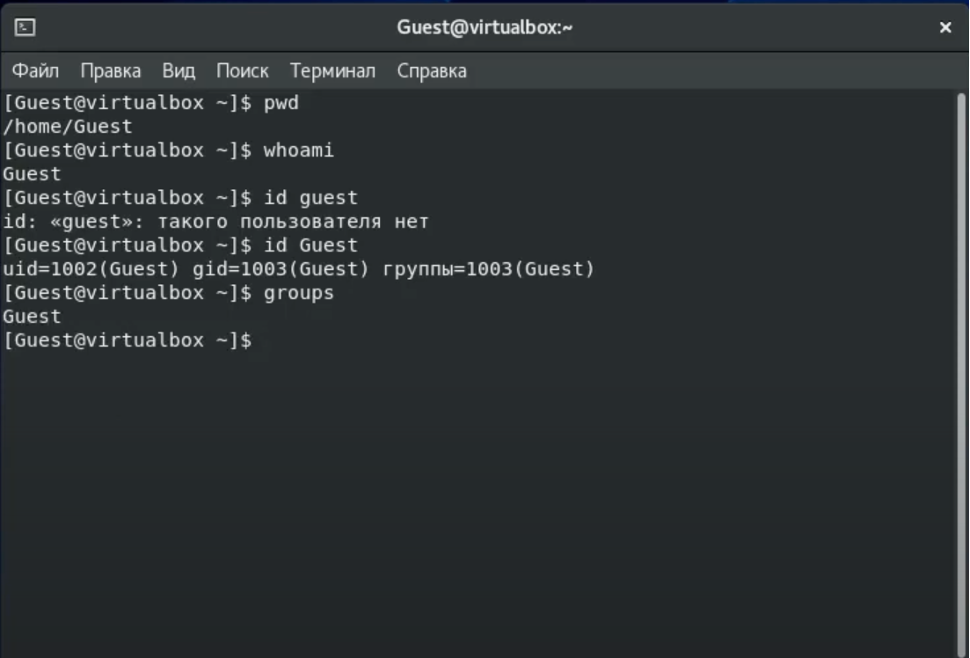 Guest@virtualbox:~
Файл Правка Вид Поиск Терминал Справка
[Guest@virtualbox ~]$ pwd
/home/Guest
[Guest@virtualbox ~]$ whoami
Guest
[Guest@virtualbox ~]$ id guest
id: «guest»: такого пользователя нет
[Guest@virtualbox ~]$ id Guest
uid=1002(Guest) gid=1003(Guest) группы=1003(Guest)
[Guest@virtualbox ~]$ groups
Guest
[Guest@virtualbox ~]$